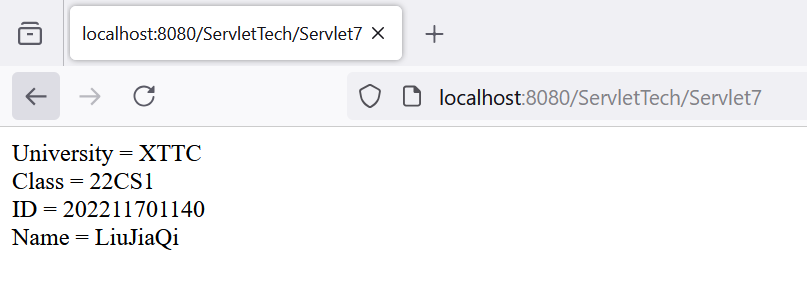 localhost:8080/ServletTech/Servlet7
localhost:8080/ServletTech/Servlet7
University = XTTC
Class = 22CS1
ID = 202211701140
Name = LiuJiaQi